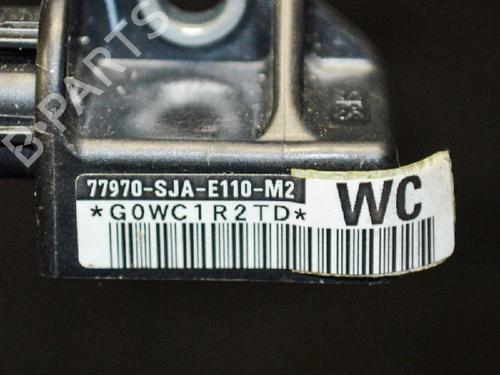 B-PARTS
77970-SJA-E110-M2
*G0WC1R2TD*
WC